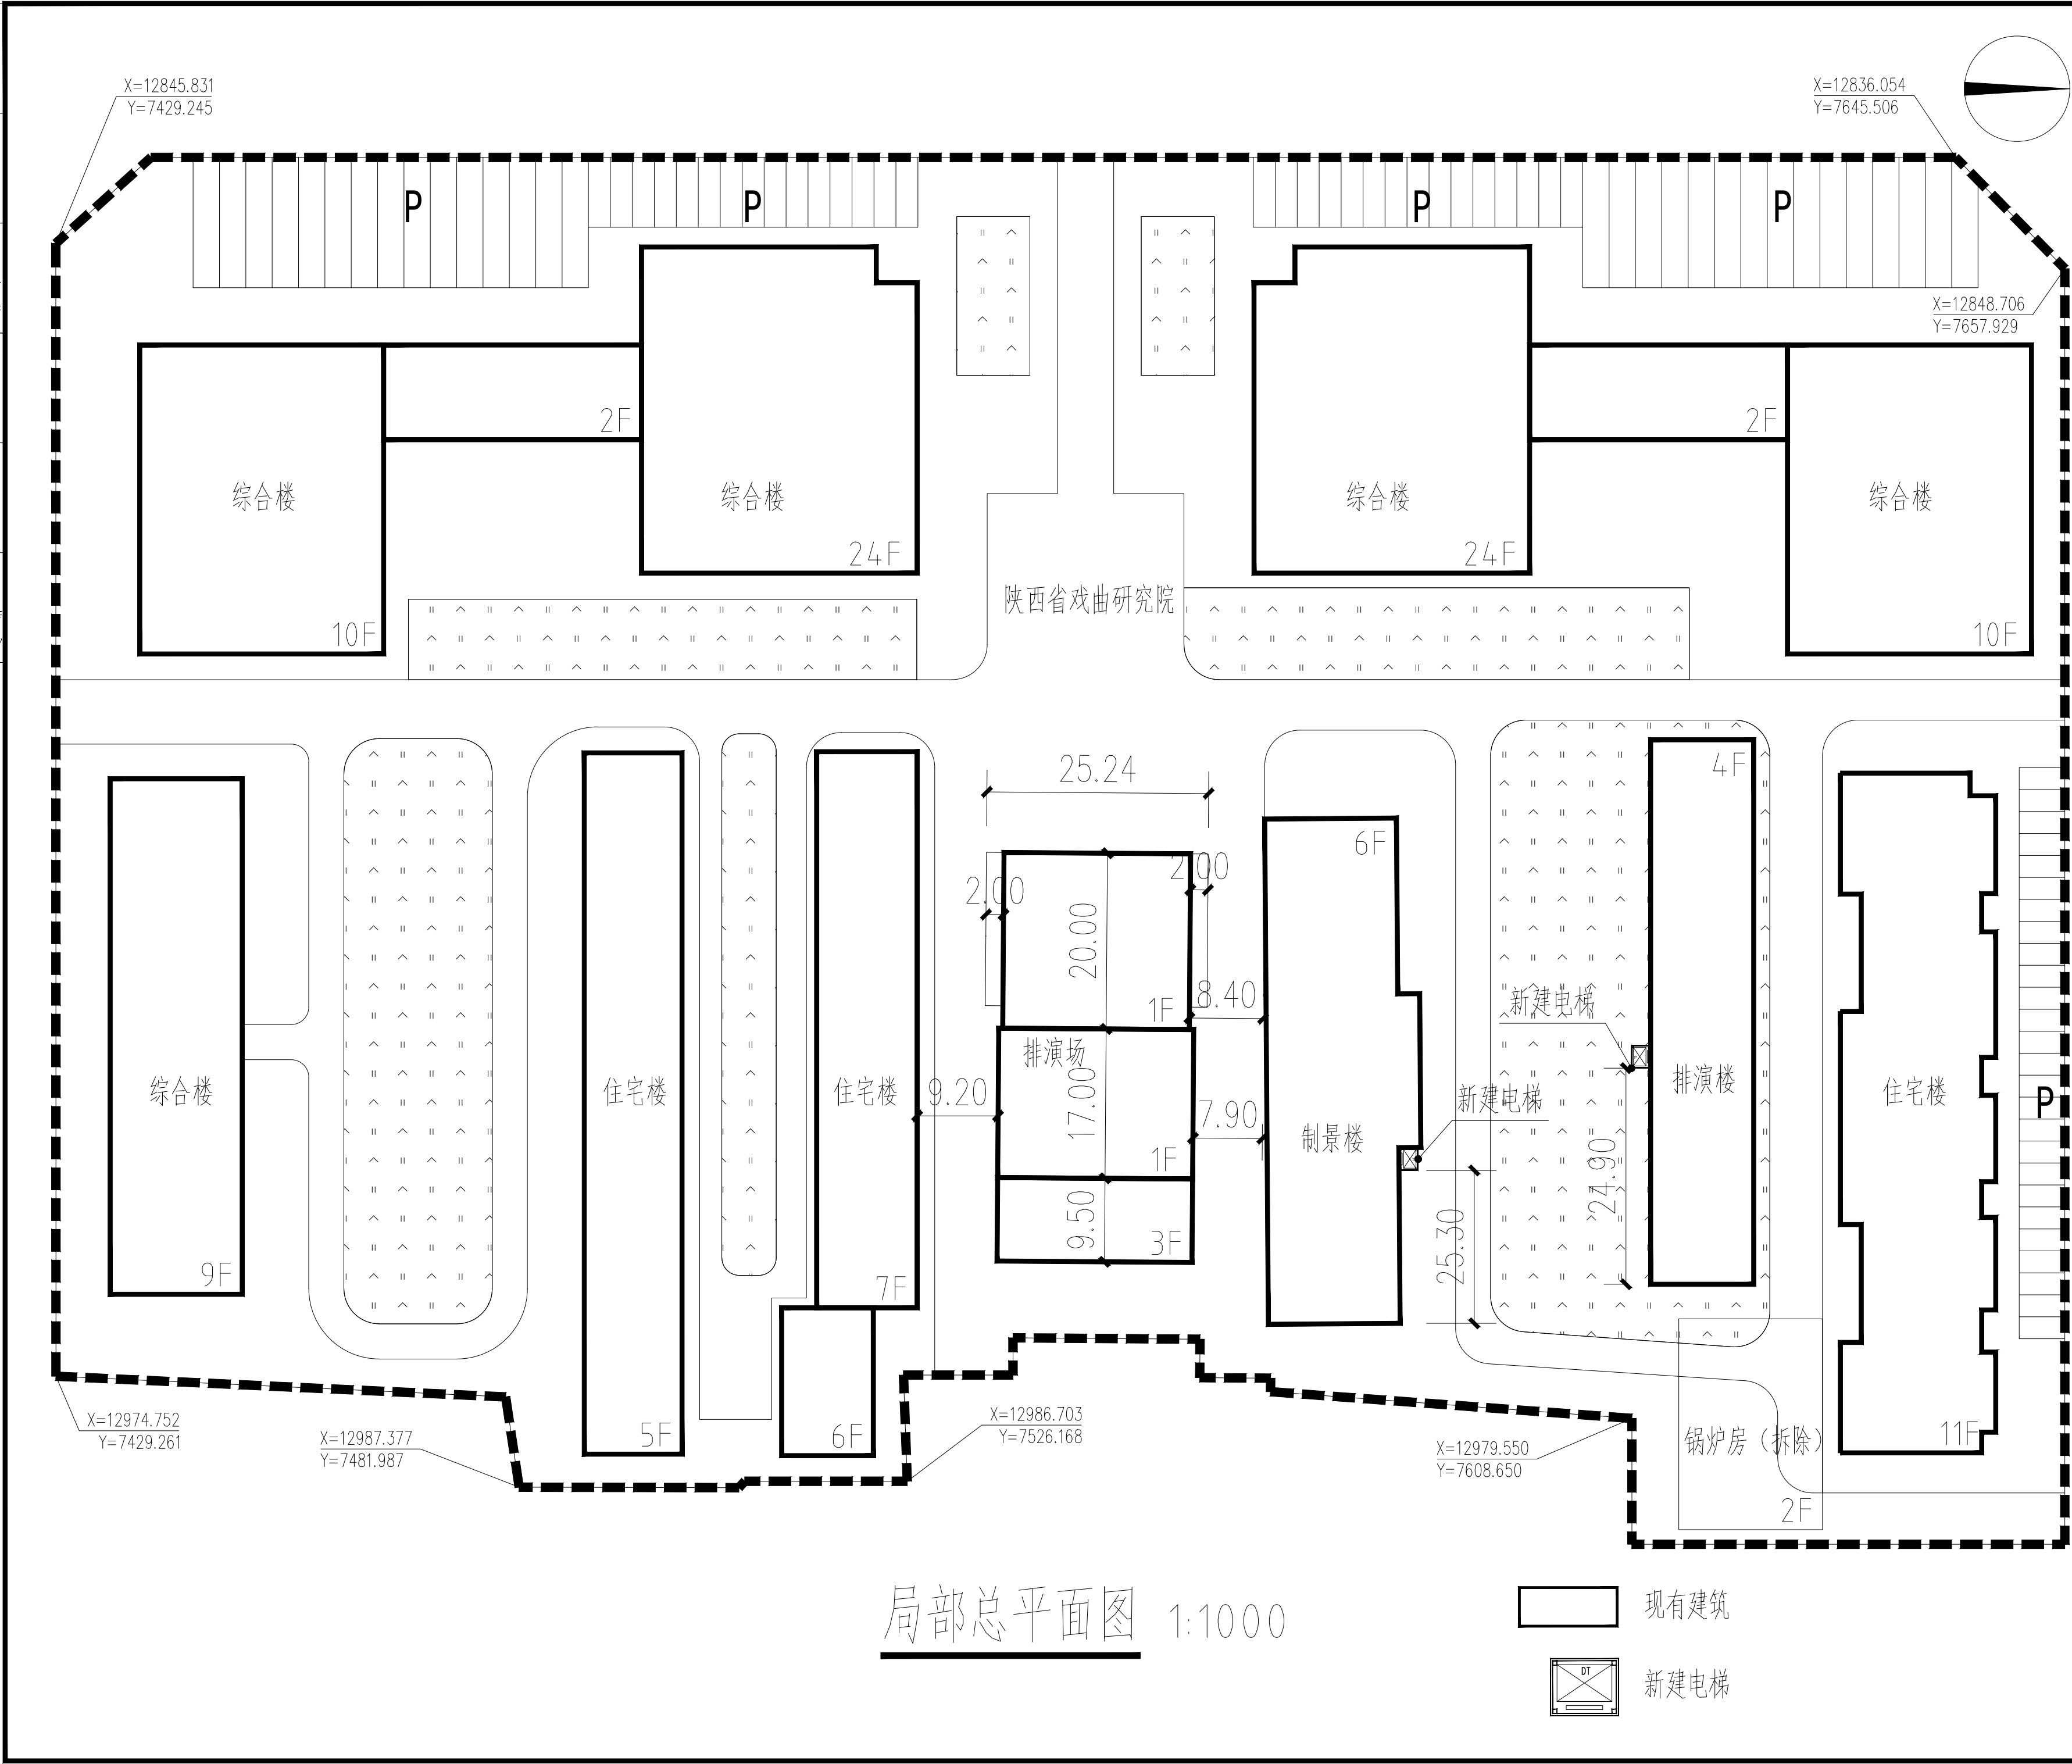 X=12845.831
Y=7429.245
X=12836.054
Y=7645.506
P
P
P
P
X=12848.706
Y=7657.929
2F
2F
综合楼
综合楼
综合楼
综合楼
24F
24F
陕西省戏曲研究院
10F
10F
25.24
4F
6F
2.00
2.00
20.00
8.40
1F
新建电梯
排演场
综合楼
住宅楼
住宅楼
9.20
17.00
7.90
制景楼
新建电梯
排演楼
住宅楼
P
1F
24.90
9.50
3F
25.30
9F
7F
5F
6F
11F
X=12974.752
Y=7429.261
X=12987.377
Y=7481.987
X=12986.703
Y=7526.168
X=12979.550
Y=7608.650
锅炉房（拆除）
2F
局部总平面图 1:1000
现有建筑
DT
新建电梯